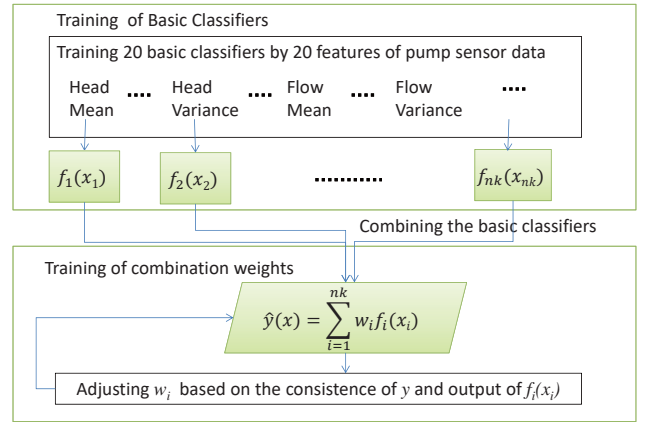 Training of Basic Classifiers
Training 20 basic classifiers by 20 features of pump sensor data
Head Mean .... Head Variance .... Flow Mean .... Flow Variance ....
f₁(x₁) f₂(x₂) ........... fₙₖ(xₙₖ)
Combining the basic classifiers
Training of combination weights
ŷ(x) = ∑ᵢ₌₁ⁿᵏ wᵢfᵢ(xᵢ)
Adjusting wᵢ based on the consistence of y and output of fᵢ(xᵢ)